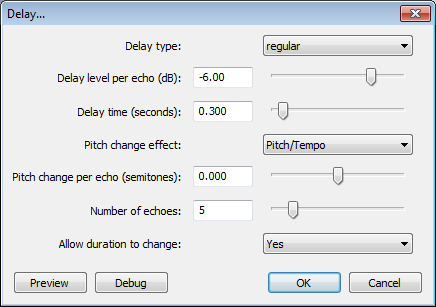 Delay...
Delay type: regular
Delay level per echo (dB): -6.00
Delay time (seconds): 0.300
Pitch change effect: Pitch/Tempo
Pitch change per echo (semitones): 0.000
Number of echoes: 5
Allow duration to change: Yes
Preview Debug OK Cancel